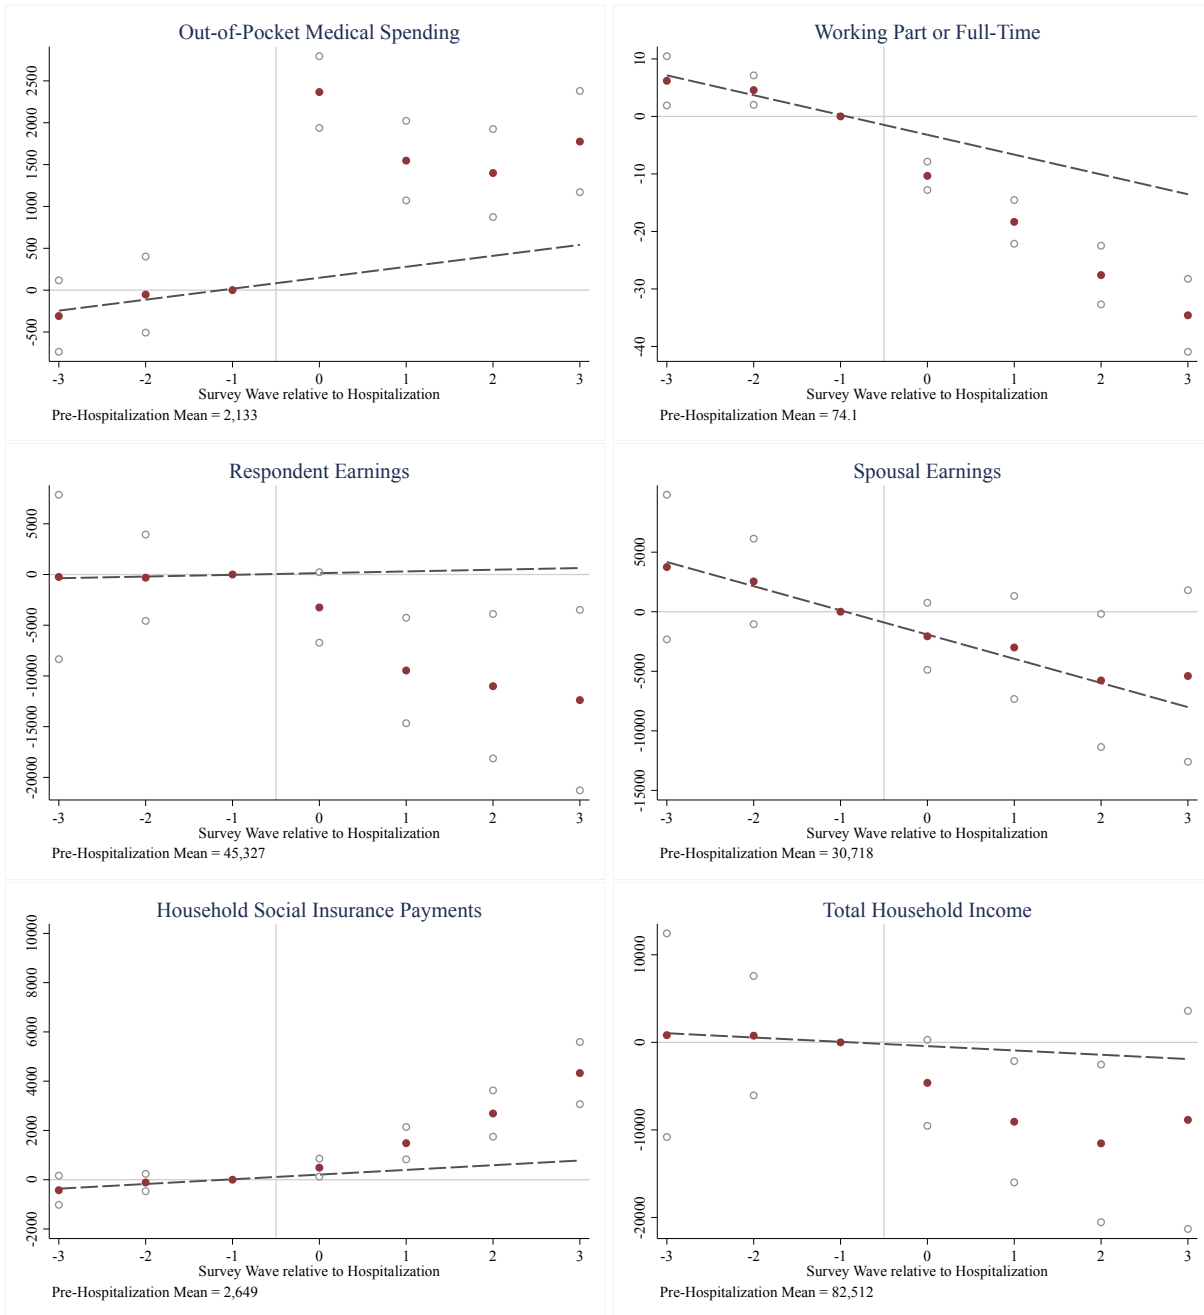 Out-of-Pocket Medical Spending
2500
2000
1500
1000
500
0
-500
-3 -2 -1 0 1 2 3
Survey Wave relative to Hospitalization
Pre-Hospitalization Mean = 2,133
Working Part or Full-Time
10
0
-10
-20
-30
-40
-3 -2 -1 0 1 2 3
Survey Wave relative to Hospitalization
Pre-Hospitalization Mean = 74.1
Respondent Earnings
5000
0
-5000
-10000
-15000
-20000
-3 -2 -1 0 1 2 3
Survey Wave relative to Hospitalization
Pre-Hospitalization Mean = 45,327
Spousal Earnings
5000
0
-5000
-10000
-15000
-3 -2 -1 0 1 2 3
Survey Wave relative to Hospitalization
Pre-Hospitalization Mean = 30,718
Household Social Insurance Payments
10000
8000
6000
4000
2000
0
-2000
-3 -2 -1 0 1 2 3
Survey Wave relative to Hospitalization
Pre-Hospitalization Mean = 2,649
Total Household Income
10000
0
-10000
-20000
-3 -2 -1 0 1 2 3
Survey Wave relative to Hospitalization
Pre-Hospitalization Mean = 82,512